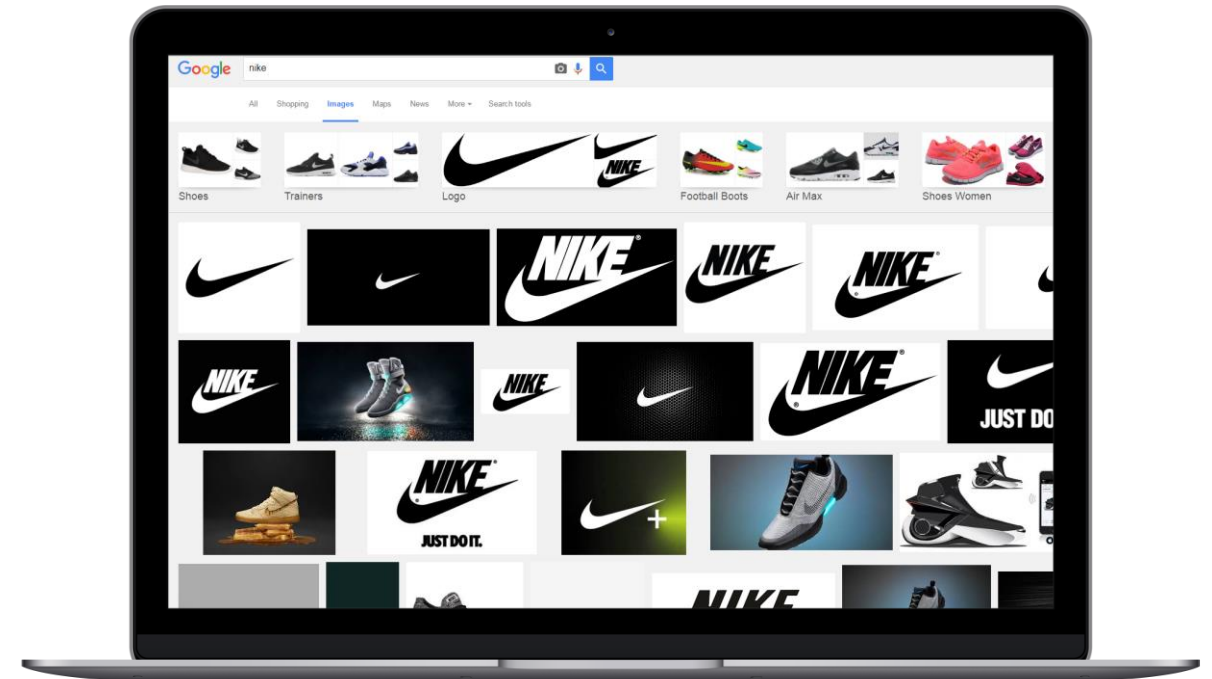 Google nike
All Shopping Images Maps News More Search tools
Shoes Trainers Logo Football Boots Air Max Shoes Women
NIKE
NIKE® NIKE NIKE®
NIKE NIKE NIKE® JUST DO
NIKE®
JUST DO IT.
NIKE